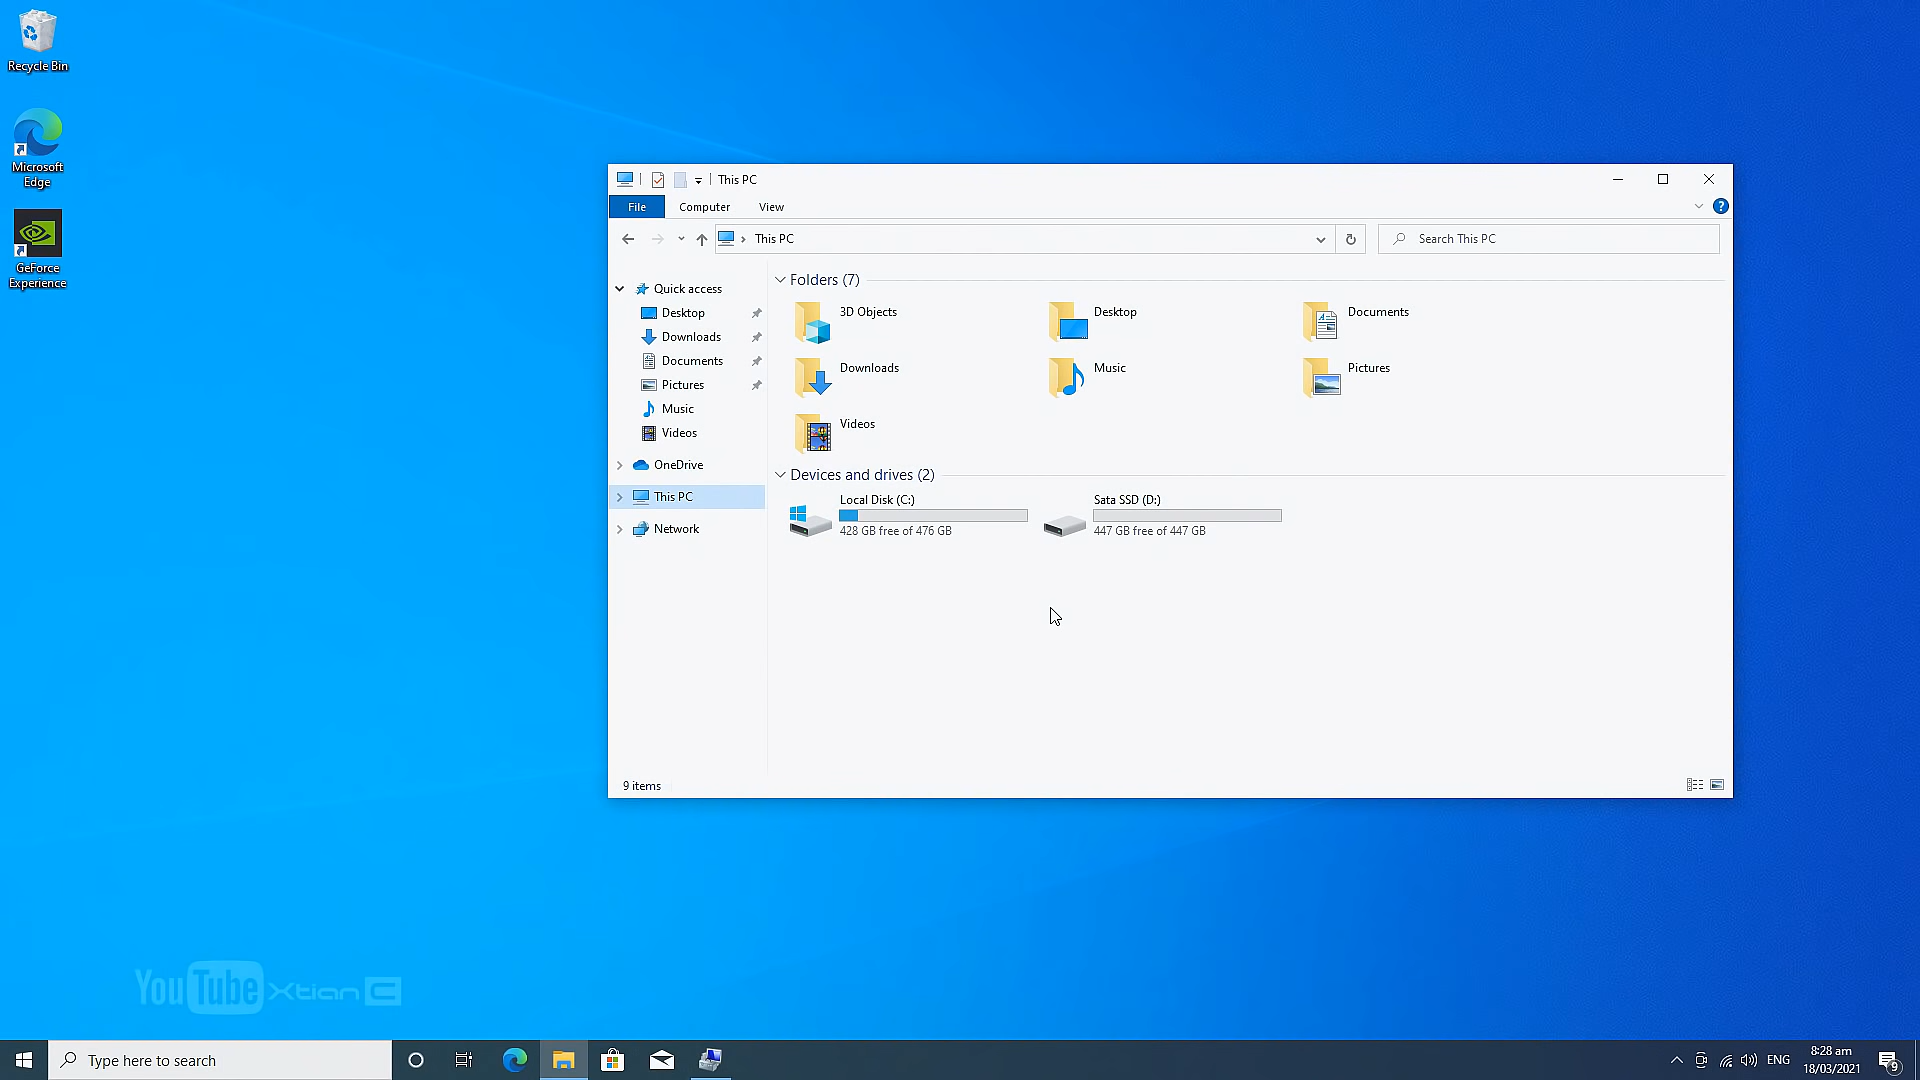 Recycle Bin
Microsoft
Edge
GeForce
Experience
This PC
File
Computer
View
This PC
Search This PC
Quick access
Desktop
Downloads
Documents
Pictures
Music
Videos
OneDrive
This PC
Network
Folders (7)
3D Objects
Desktop
Documents
Downloads
Music
Pictures
Videos
Devices and drives (2)
Local Disk (C:)
428 GB free of 476 GB
Sata SSD (D:)
447 GB free of 447 GB
9 items
YouTube Xtian C
Type here to search
ENG
8:28 am
18/03/2021
9